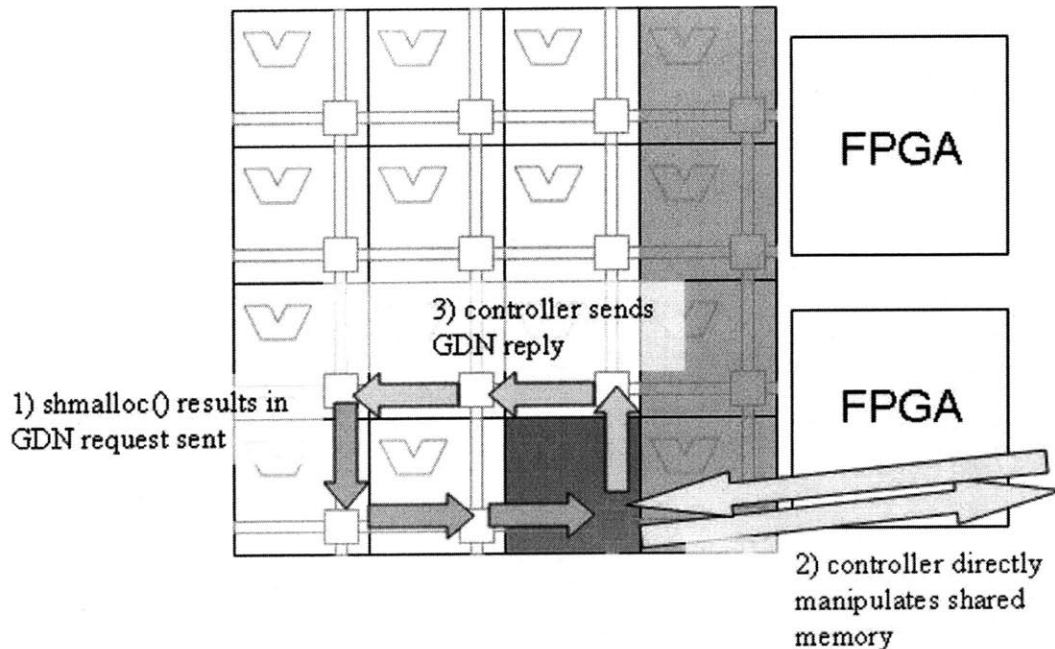 FPGA
3) controller sends
GDN reply
1) shmalloc() results in
GDN request sent
FPGA
2) controller directly
manipulates shared
memory